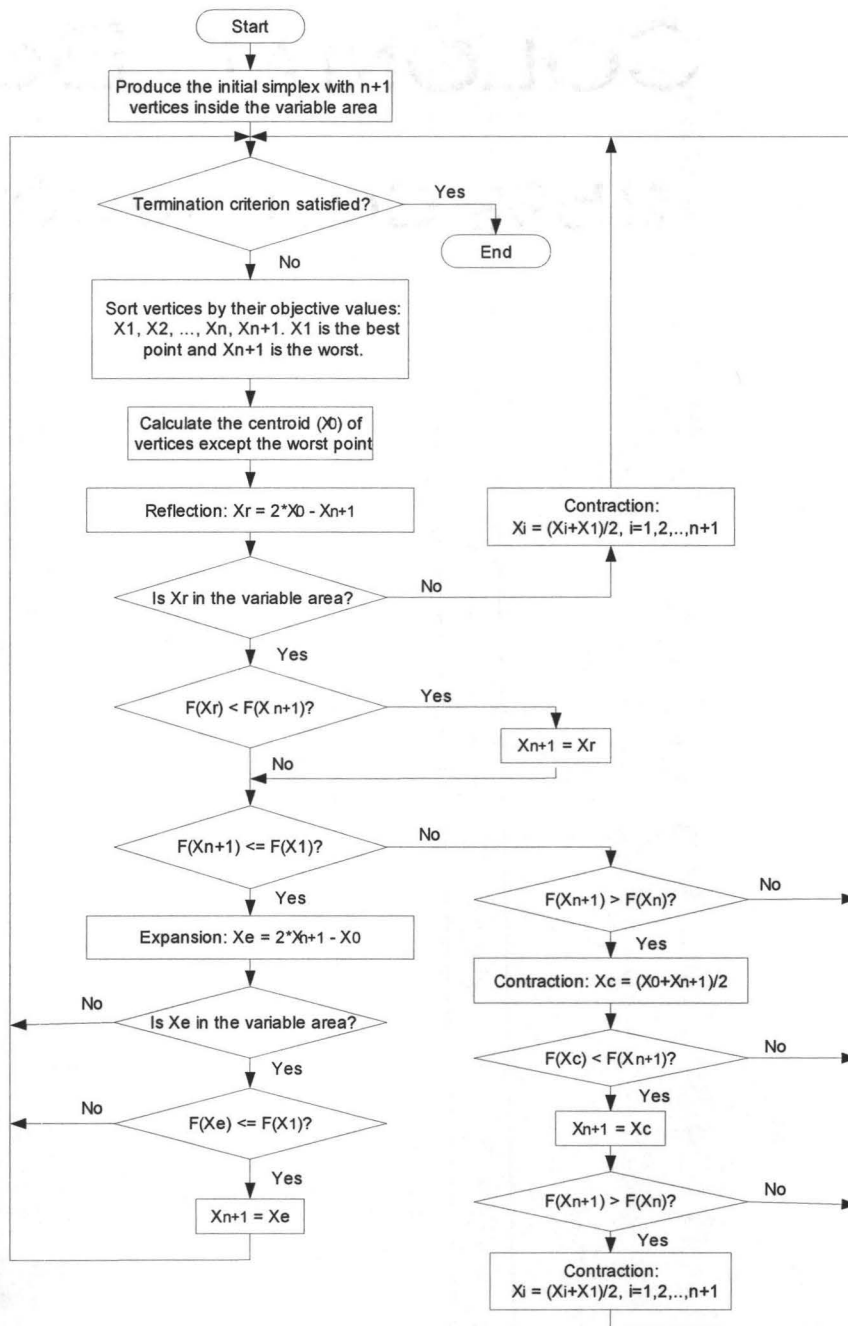 Start
Produce the initial simplex with n+1
vertices inside the variable area
Termination criterion satisfied?
Yes
End
No
Sort vertices by their objective values:
X1, X2, ..., Xn, Xn+1. X1 is the best
point and Xn+1 is the worst.
Calculate the centroid (X0) of
vertices except the worst point
Reflection: Xr = 2*X0 - Xn+1
Contraction:
Xi = (Xi+X1)/2, i=1,2,..,n+1
Is Xr in the variable area?
No
Yes
F(Xr) < F(Xn+1)?
Yes
Xn+1 = Xr
No
F(Xn+1) <= F(X1)?
No
Yes
F(Xn+1) > F(Xn)?
No
Yes
Expansion: Xe = 2*Xn+1 - X0
Contraction: Xc = (X0+Xn+1)/2
Is Xe in the variable area?
No
Yes
F(Xc) < F(Xn+1)?
No
Yes
F(Xe) <= F(X1)?
No
Yes
Xn+1 = Xc
Xn+1 = Xe
F(Xn+1) > F(Xn)?
No
Yes
Contraction:
Xi = (Xi+X1)/2, i=1,2,..,n+1